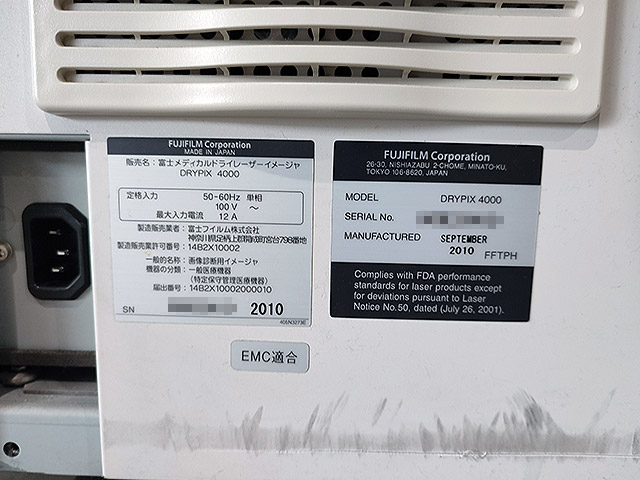 FUJIFILM Corporation
MADE IN JAPAN
販売名：富士メディカルドライレーザーイメージャ
DRYPIX 4000
定格入力 50-60Hz 単相
100 V ～
最大入力電流 12 A
製造販売業者：富士フイルム株式会社
神奈川県足柄上郡開成町宮台798番地
製造販売業許可番号：14B2X10002
一般的名称：画像診断用イメージャ
機器の分類：一般医療機器
(特定保守管理医療機器)
届出番号：14B2X10002000010
SN 2010
405N3273E
EMC適合
FUJIFILM Corporation
26-30, NISHIAZABU 2-CHOME, MINATO-KU,
TOKYO 106-8620, JAPAN
MODEL DRYPIX 4000
SERIAL No.
MANUFACTURED SEPTEMBER
2010 FFTPH
Complies with FDA performance
standards for laser products except
for deviations pursuant to Laser
Notice No.50, dated (July 26, 2001).